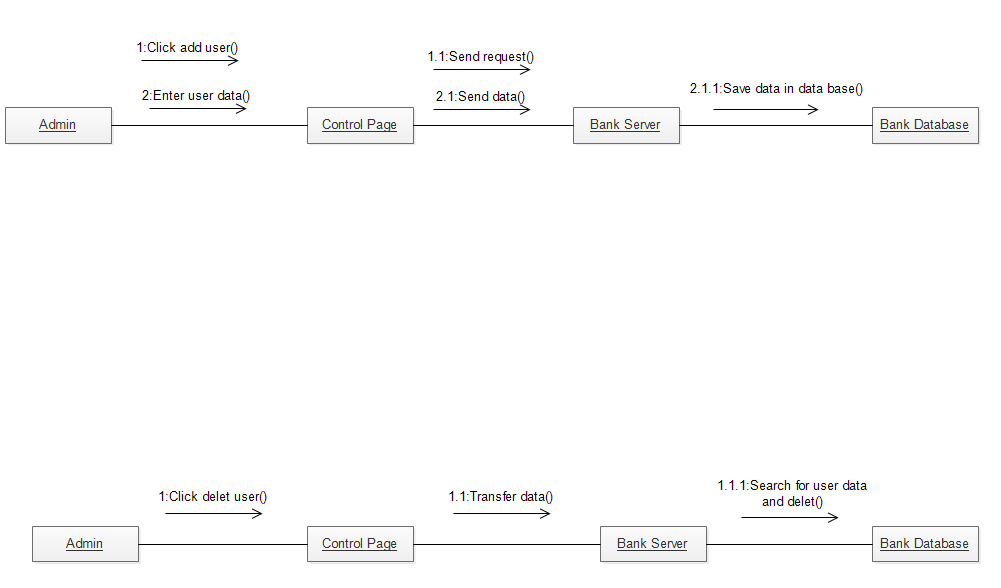 1:Click add user()
1.1:Send request()
2:Enter user data()
2.1:Send data()
2.1.1:Save data in data base()
Admin
Control Page
Bank Server
Bank Database
1:Click delet user()
1.1:Transfer data()
1.1.1:Search for user data
and delet()
Admin
Control Page
Bank Server
Bank Database